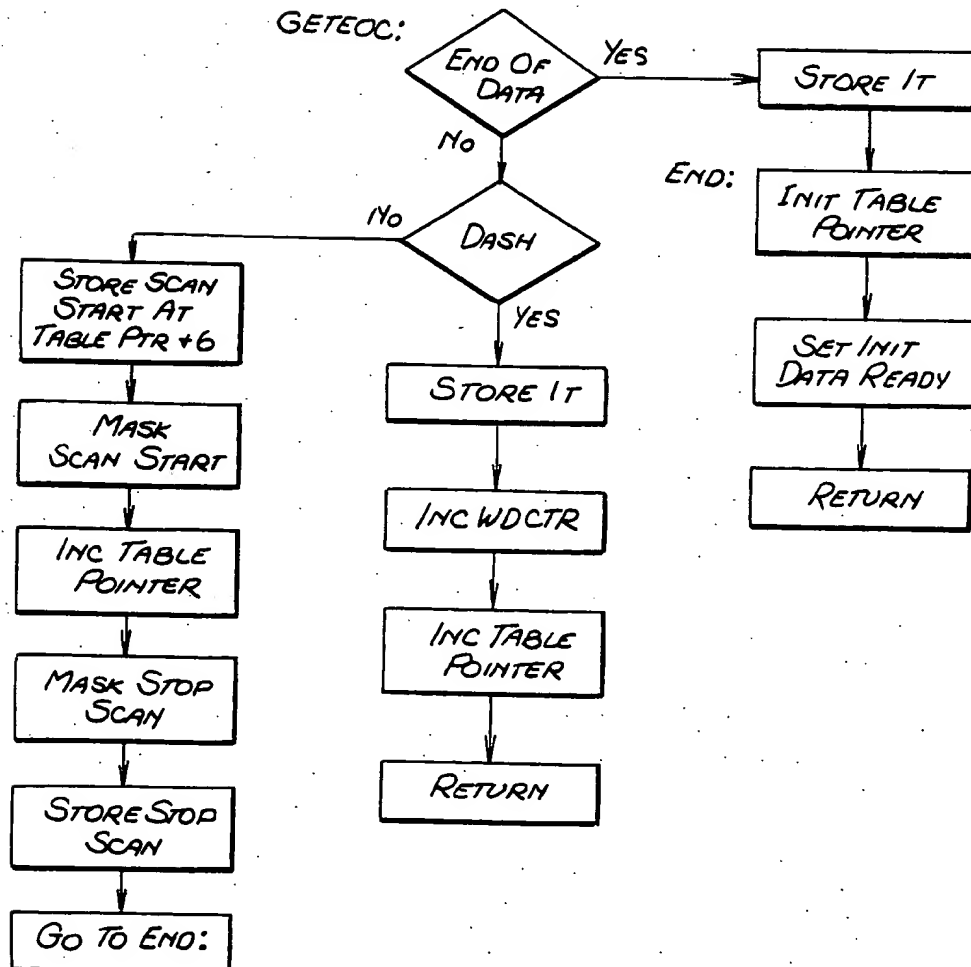 GETEOC:
END OF
DATA
YES
STORE IT
NO
END:
INIT TABLE
POINTER
NO
DASH
STORE SCAN
START AT
TABLE PTR +6
YES
SET INIT
DATA READY
STORE IT
MASK
SCAN START
RETURN
INC WDCTR
INC TABLE
POINTER
INC TABLE
POINTER
MASK STOP
SCAN
RETURN
STORE STOP
SCAN
GO TO END: